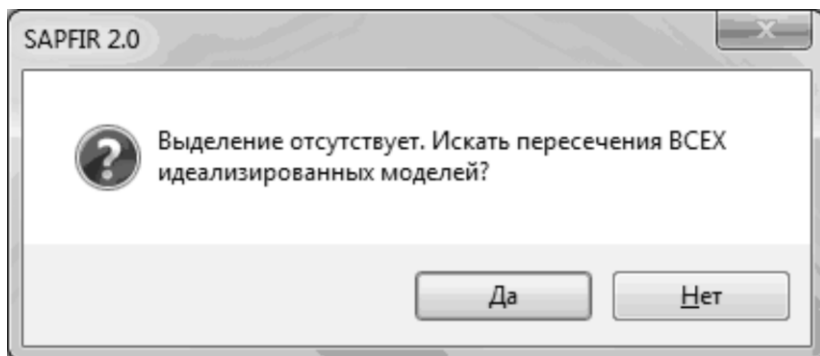 SAPFIR 2.0
Выделение отсутствует. Искать пересечения ВСЕХ
идеализированных моделей?
Да
Нет